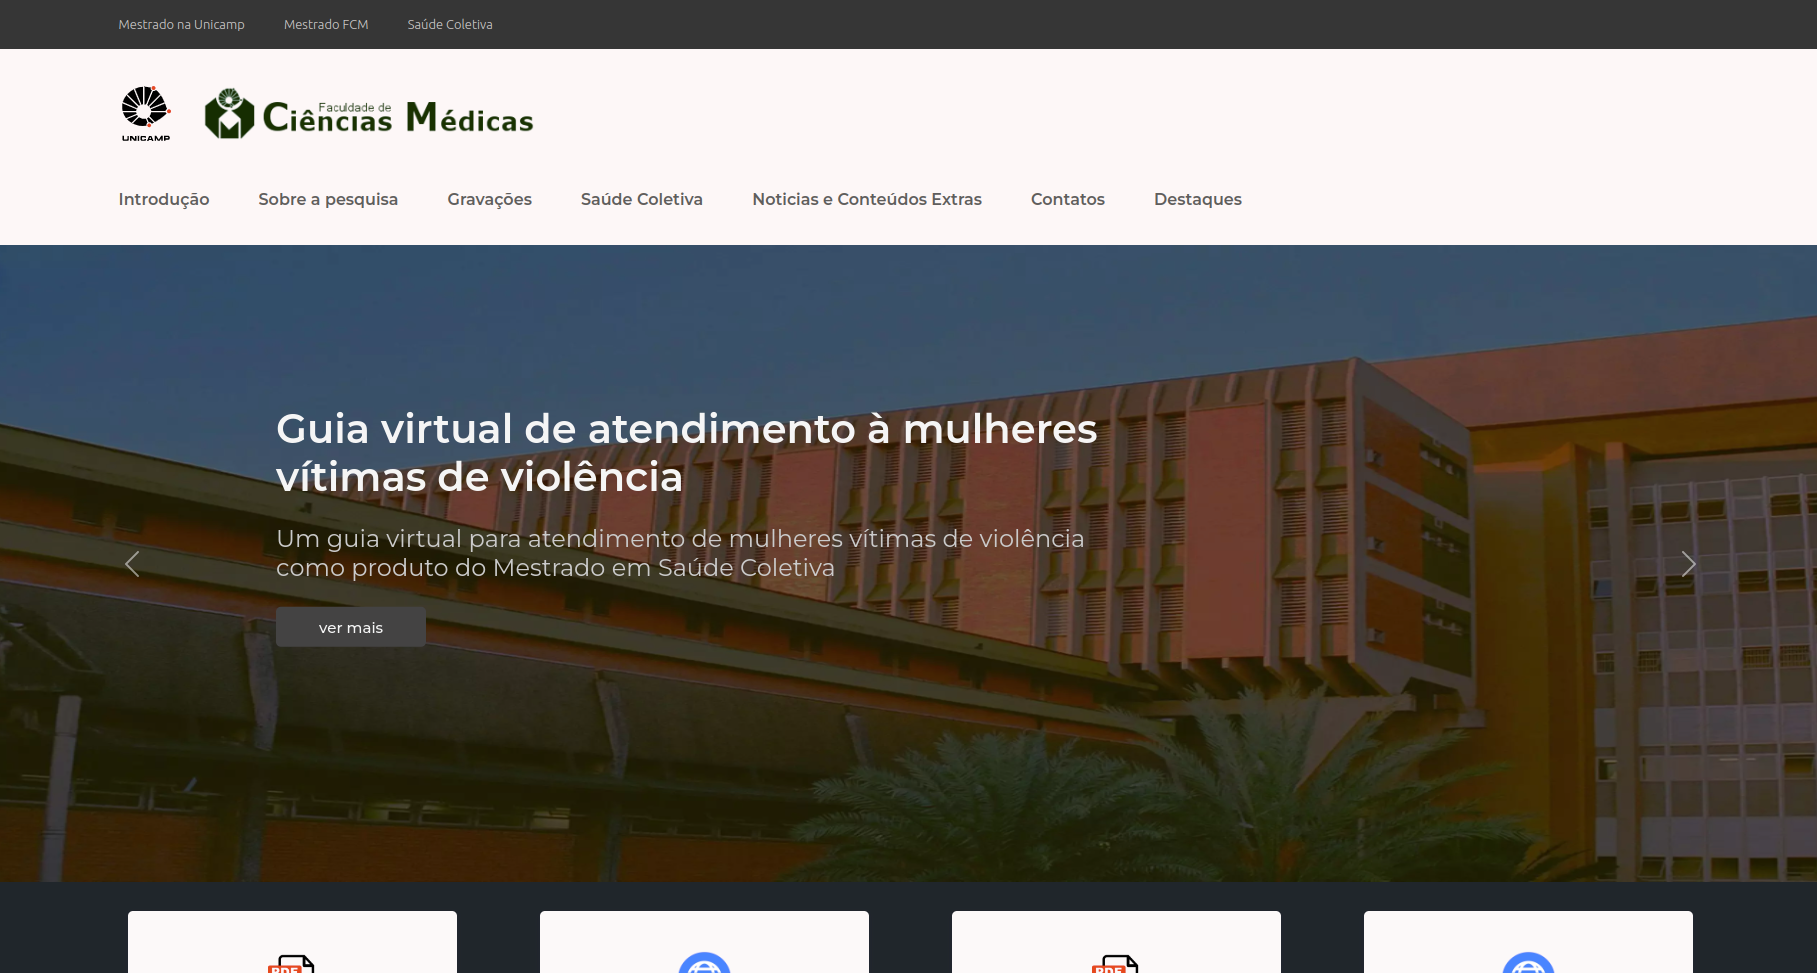 Mestrado na Unicamp
Mestrado FCM
Saúde Coletiva
UNICAMP
Faculdade de
Ciências Médicas
Introdução
Sobre a pesquisa
Gravações
Saúde Coletiva
Noticias e Conteúdos Extras
Contatos
Destaques
Guia virtual de atendimento à mulheres
vítimas de violência
Um guia virtual para atendimento de mulheres vítimas de violência
como produto do Mestrado em Saúde Coletiva
ver mais
PDF
PDF